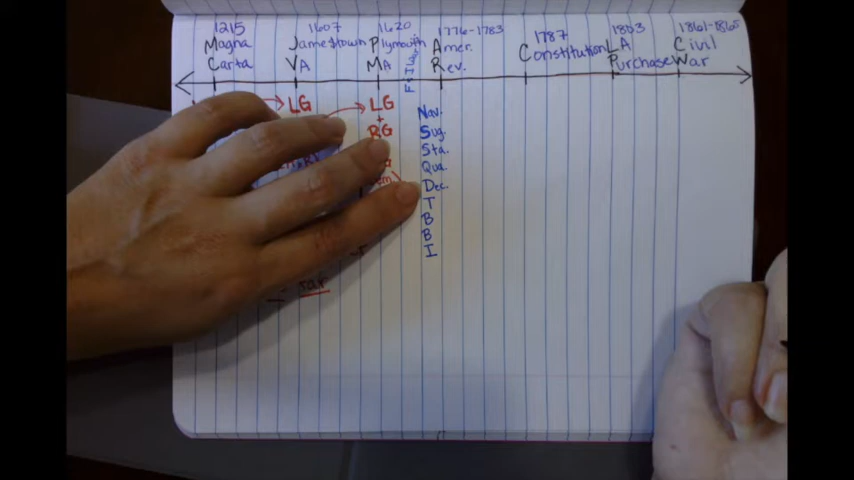 1215
Magna
Carta
1607
Jamestown
VA
1620
Plymouth
MA
F+I War
1776-1783
Amer.
Rev.
1787
Constitution
1803
LA
Purchase
1861-1865
Civil
War
LG
LG
+
RG
Nav.
Sug.
Sta.
Qua.
Dec.
T
B
B
I